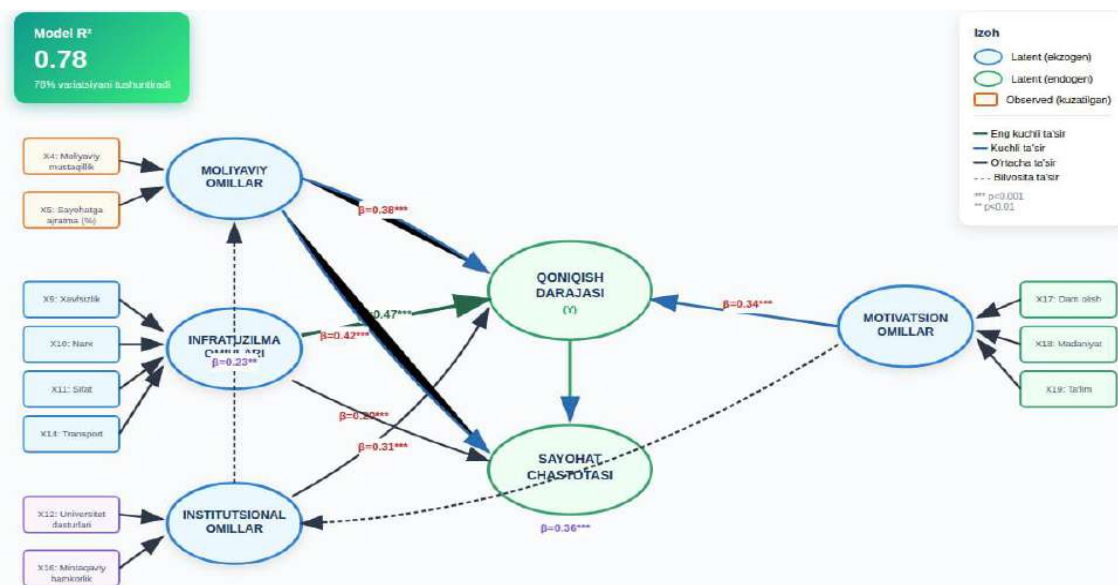 Model R²
0.78
78% variatsiyani tushuntiradi
Izoh
Latent (ekzogen)
Latent (endogen)
Observed (kuzatilgan)
Eng kuchli ta'sir
Kuchli ta'sir
O'rtacha ta'sir
Bilvosita ta'sir
*** p<0.001
** p<0.01
X4: Moliyaviy
mustaqillik
X5: Sayohatga
ajratma (%)
MOLIYAVIY
OMILLAR
β=0.38***
X9: Xavfsizlik
X10: Narx
X11: Sifat
X14: Transport
INFRATUZILMA
OMILLARI
β=0.23**
0.47***
β=0.42***
QONIQISH
DARAJASI
(Y)
β=0.34***
MOTIVATSION
OMILLAR
X17: Dam olish
X18: Madaniyat
X19: Ta'lim
β=0.29***
β=0.31***
SAYOHAT
CHASTOTASI
β=0.36***
X12: Universitet
dasturlari
X16: Mintaqaviy
hamkorlik
INSTITUTSIONAL
OMILLAR